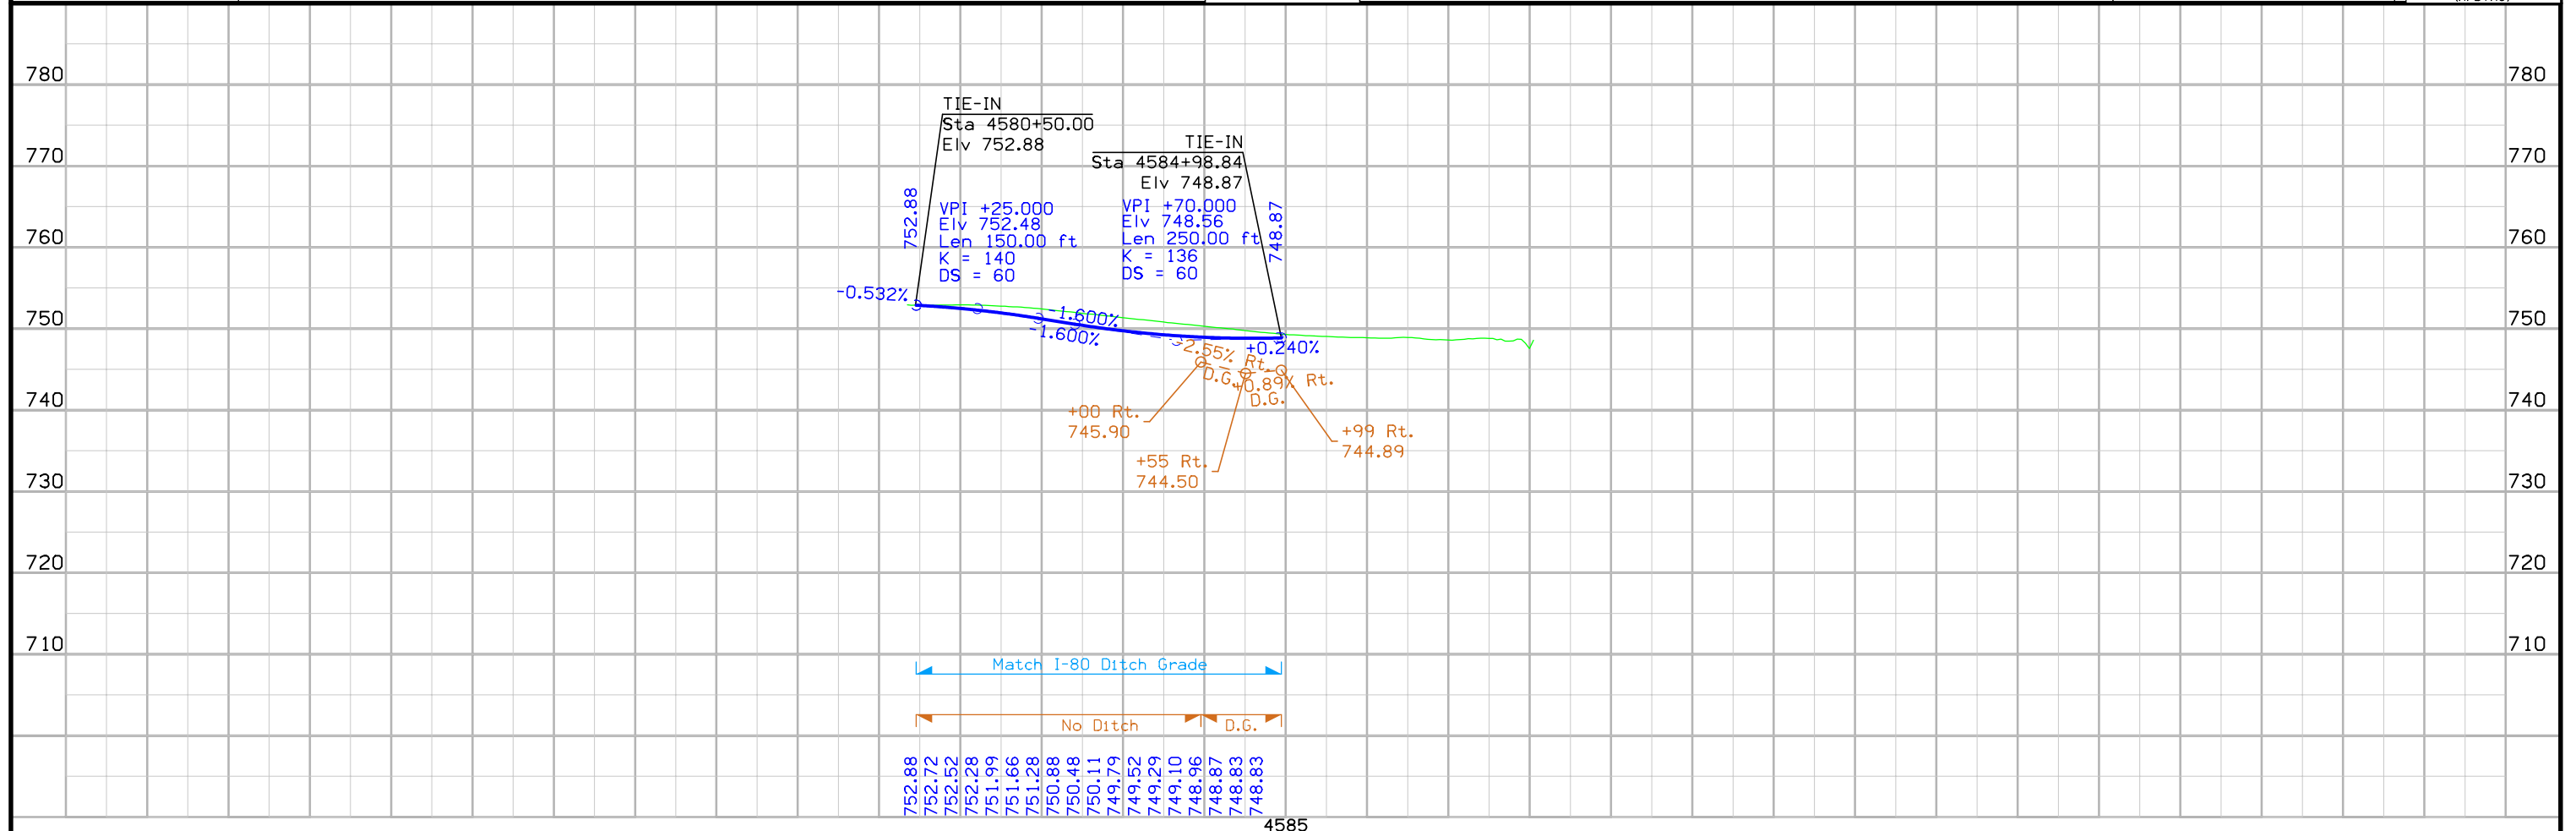 780
780
TIE-IN
Sta 4580+50.00
Elv 752.88
TIE-IN
Sta 4584+98.84
Elv 748.87
770
770
752.88
VPI +25.000
Elv 752.48
Len 150.00 ft
K = 140
DS = 60
VPI +70.000
Elv 748.56
Len 250.00 ft
K = 136
DS = 60
748.87
760
760
-0.532%
750
-1.600%
-1.600%
+0.240%
750
-2.55% Rt.
D.G.
+0.89% Rt.
D.G.
740
740
+00 Rt.
745.90
+99 Rt.
744.89
+55 Rt.
744.50
730
730
720
720
710
710
Match I-80 Ditch Grade
No Ditch
D.G.
752.88
752.72
752.52
752.28
751.99
751.66
751.28
750.88
750.48
750.11
749.79
749.52
749.29
749.10
748.96
748.87
748.83
748.83
4585